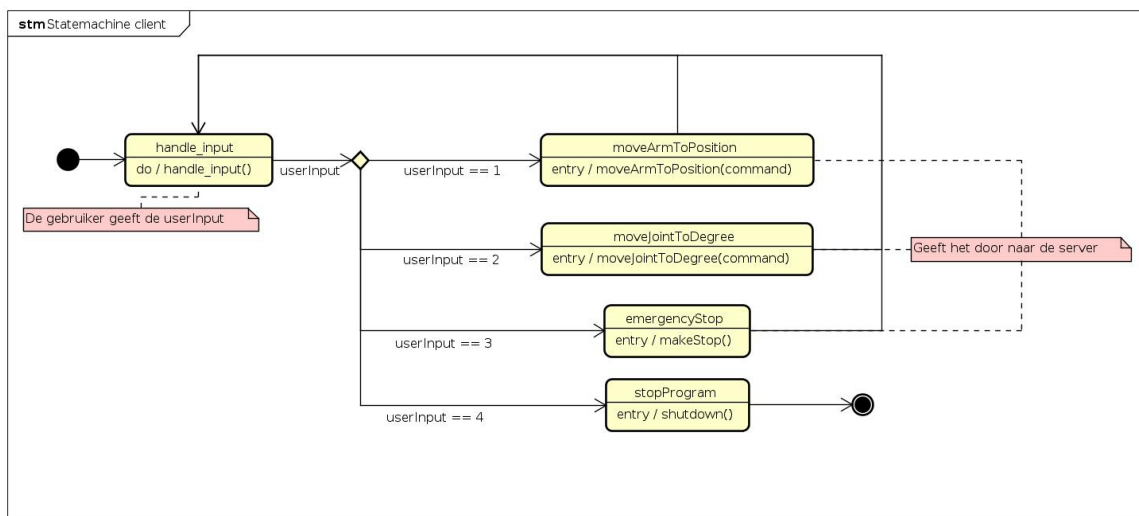 stm Statemachine client
handle_input
do / handle_input()
De gebruiker geeft de userInput
userInput
userInput == 1
moveArmToPosition
entry / moveArmToPosition(command)
userInput == 2
moveJointToDegree
entry / moveJointToDegree(command)
Geeft het door naar de server
userInput == 3
emergencyStop
entry / makeStop()
userInput == 4
stopProgram
entry / shutdown()